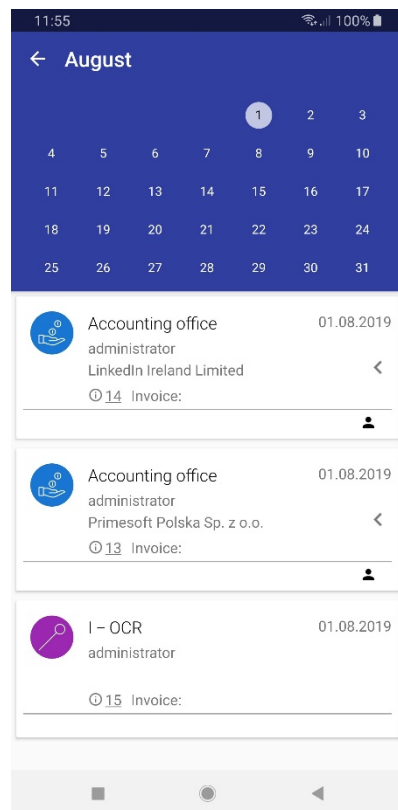 11:55 100%
August
1 2 3
4 5 6 7 8 9 10
11 12 13 14 15 16 17
18 19 20 21 22 23 24
25 26 27 28 29 30 31
Accounting office 01.08.2019
administrator
LinkedIn Ireland Limited
14 Invoice:
Accounting office 01.08.2019
administrator
Primesoft Polska Sp. z o.o.
13 Invoice:
I – OCR 01.08.2019
administrator
15 Invoice: